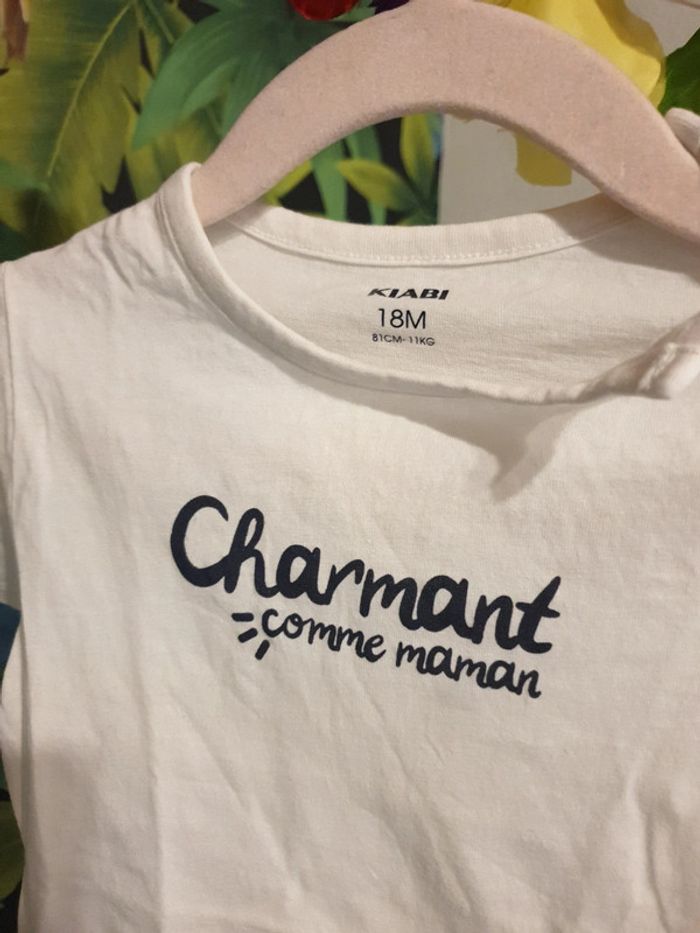 KIABI
18M
81CM-11KG
Charmant
comme maman